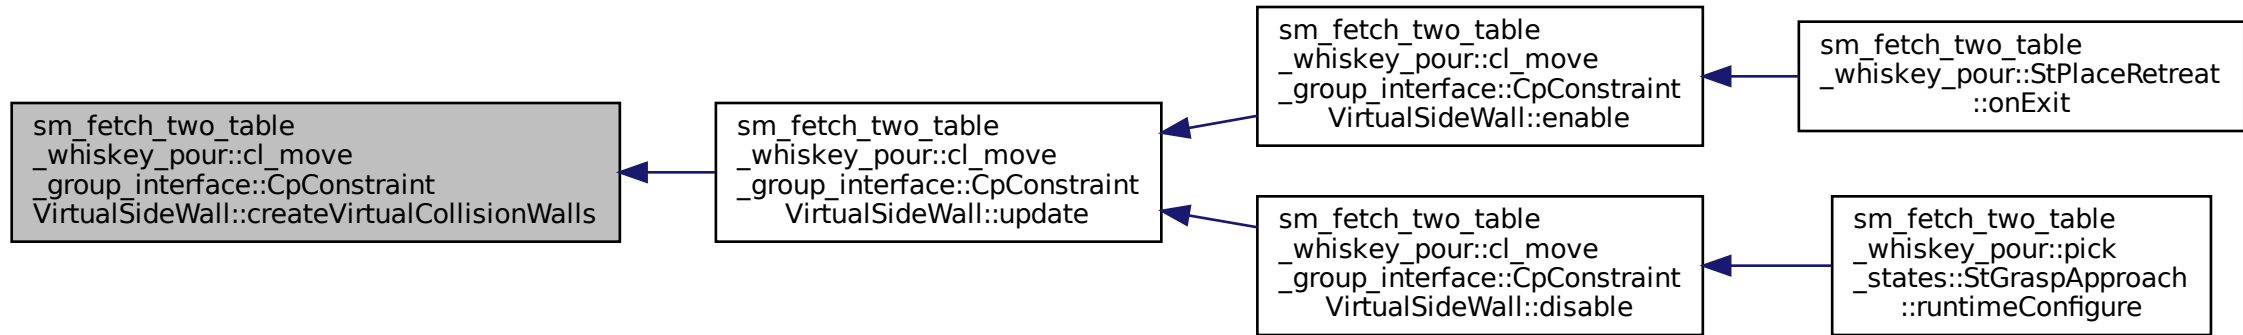 sm_fetch_two_table
_whiskey_pour::cl_move
_group_interface::CpConstraint
VirtualSideWall::createVirtualCollisionWalls
sm_fetch_two_table
_whiskey_pour::cl_move
_group_interface::CpConstraint
VirtualSideWall::update
sm_fetch_two_table
_whiskey_pour::cl_move
_group_interface::CpConstraint
VirtualSideWall::enable
sm_fetch_two_table
_whiskey_pour::StPlaceRetreat
::onExit
sm_fetch_two_table
_whiskey_pour::cl_move
_group_interface::CpConstraint
VirtualSideWall::disable
sm_fetch_two_table
_whiskey_pour::pick
_states::StGraspApproach
::runtimeConfigure